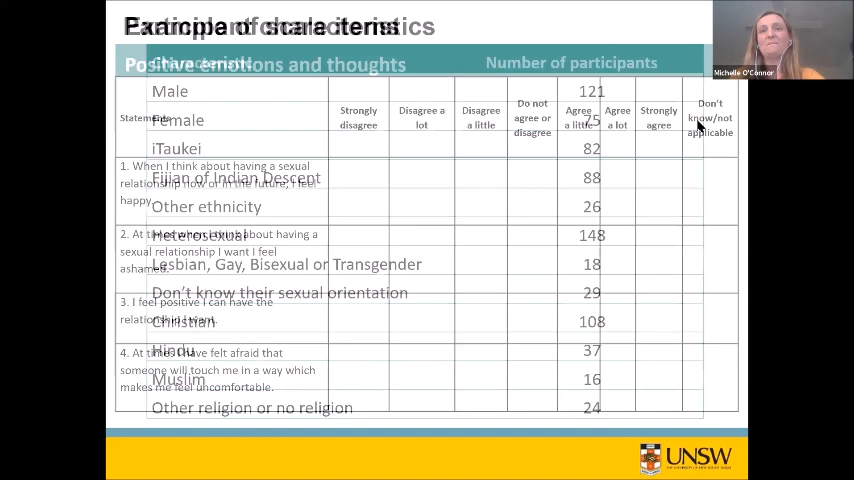 Participant characteristics
Example of scale items
Characteristic
Number of participants
Positive emotions and thoughts
Male 121
Female 75
iTaukei 82
Fijian of Indian Descent 88
Other ethnicity 26
Heterosexual 148
Lesbian, Gay, Bisexual or Transgender 18
Don't know their sexual orientation 29
Christian 108
Hindu 37
Muslim 16
Other religion or no religion 24
Statements
Strongly
disagree
Disagree a
lot
Disagree
a little
Do not
agree or
disagree
Agree
a little
Agree
a lot
Strongly
agree
Don't
know/not
applicable
1. When I think about having a sexual
relationship now or in the future, I feel
happy.
2. At times when I think about having a
sexual relationship I want I feel
ashamed.
3. I feel positive I can have the
relationship I want.
4. At times I have felt afraid that
someone will touch me in a way which
makes me feel uncomfortable.
Michelle O'Connor
UNSW